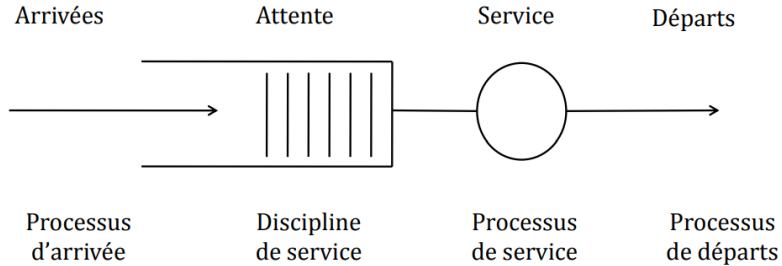 Arrivées
Attente
Service
Départs
Processus
d’arrivée
Discipline
de service
Processus
de service
Processus
de départs